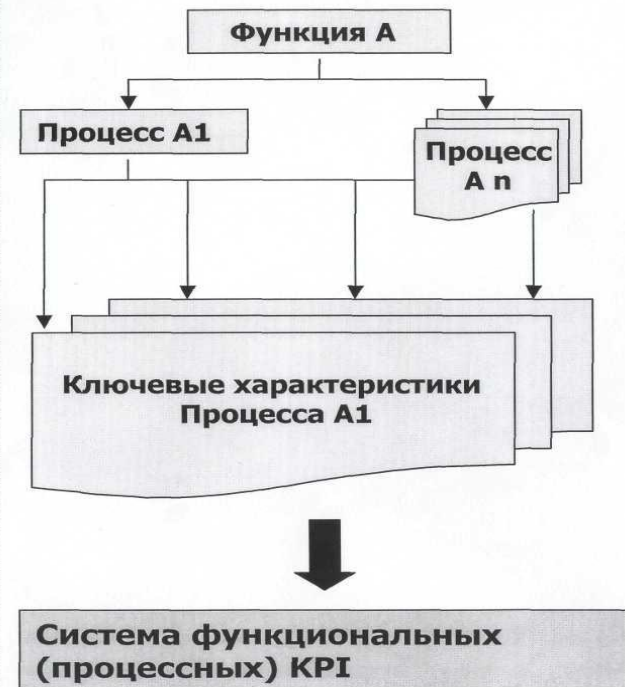 Функция А
Процесс А1
Процесс
А n
Ключевые характеристики
Процесса А1
Система функциональных
(процессных) KPI